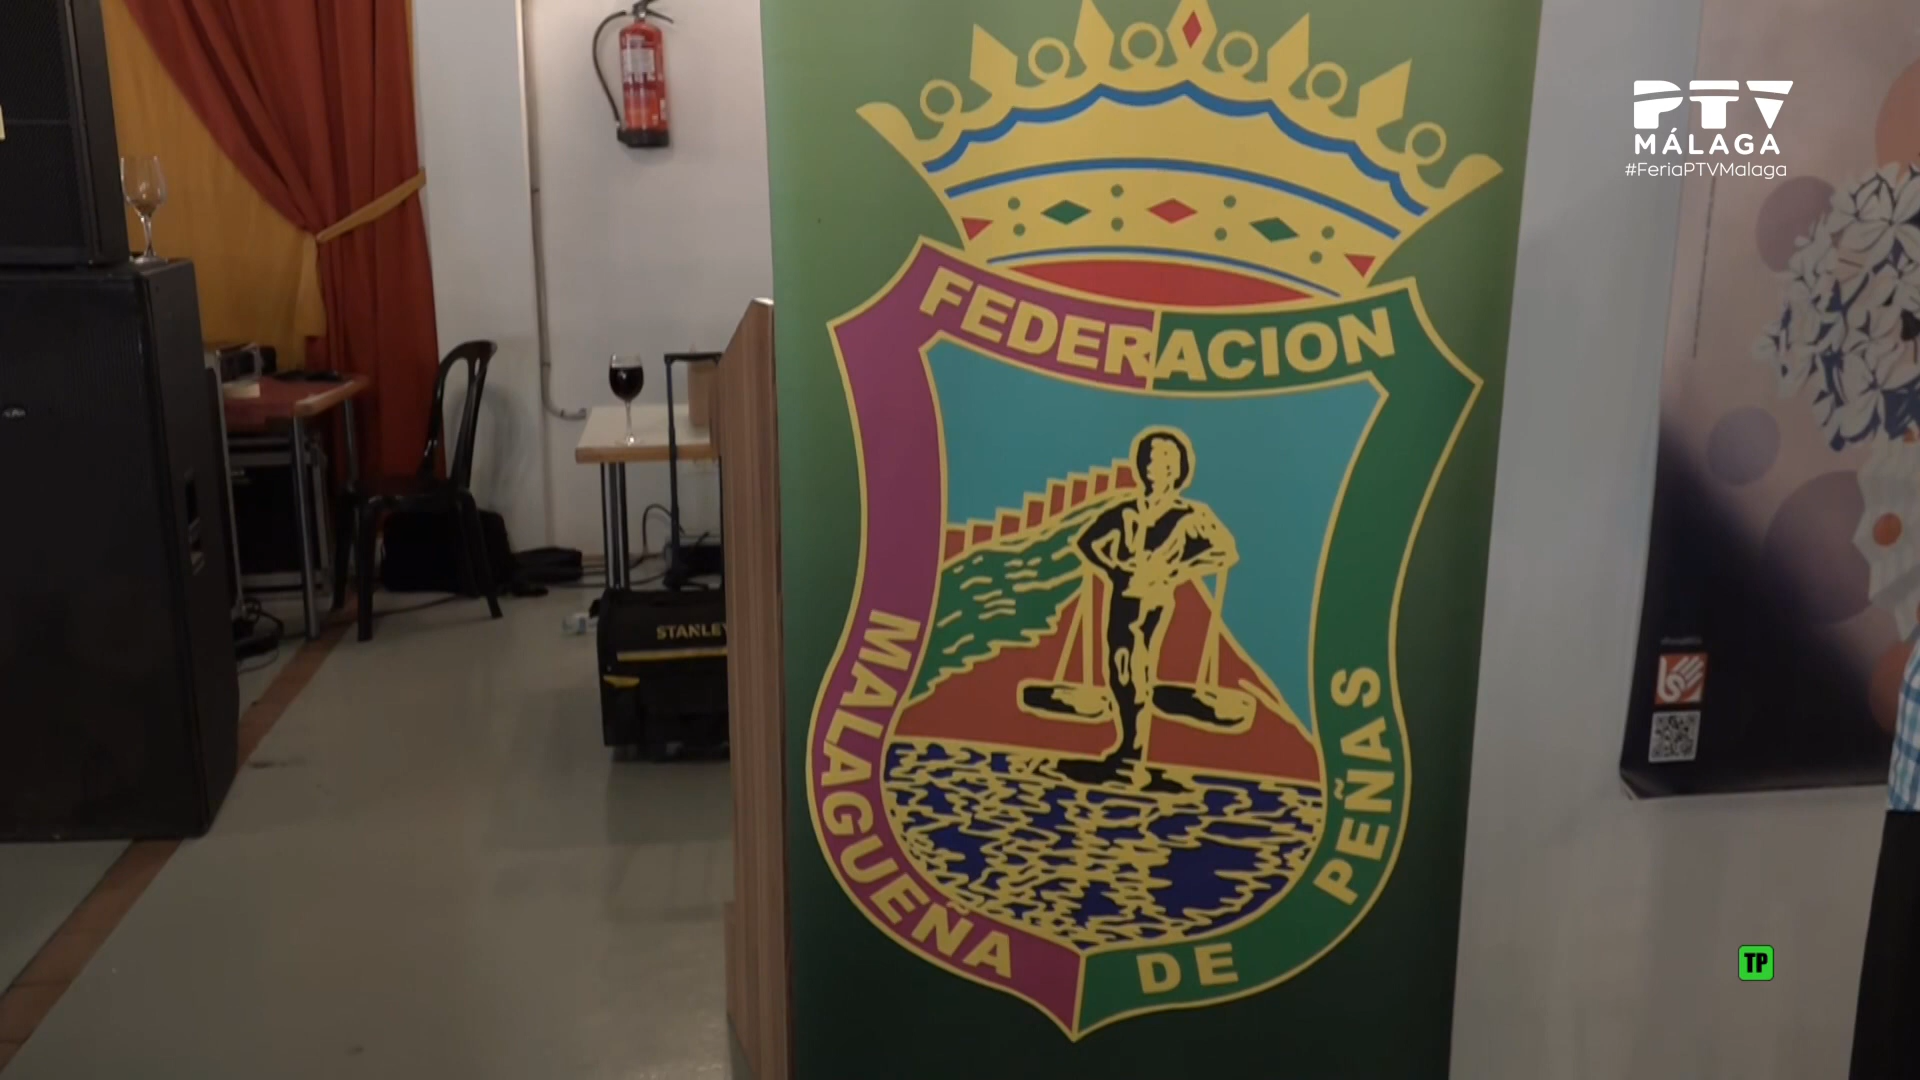 PTV
MÁLAGA
#FeriaPTVMalaga
FEDERACION
MALAGUEÑA
DE
PEÑAS
STANLEY
TP